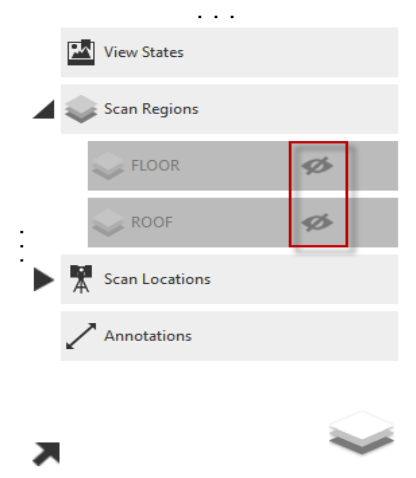 View States
Scan Regions
FLOOR
ROOF
Scan Locations
Annotations